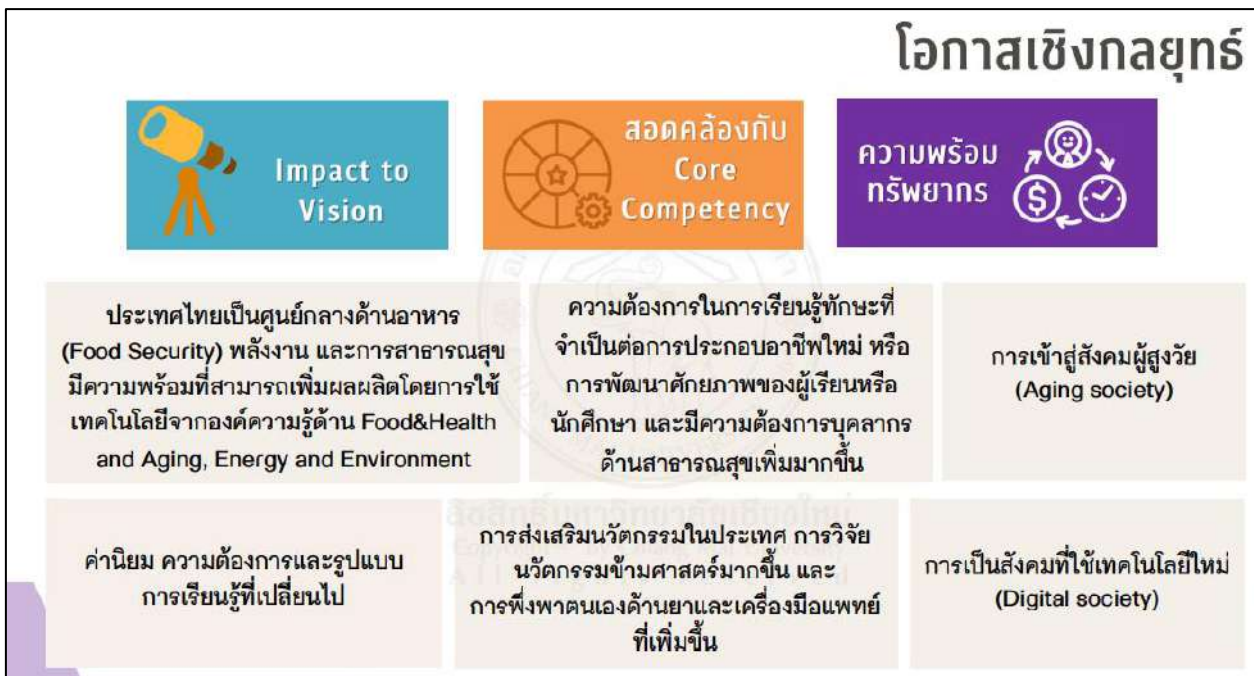 โอกาสเชิงกลยุทธ์
Impact to
Vision
สอดคล้องกับ
Core
Competency
ความพร้อม
ทรัพยากร
ประเทศไทยเป็นศูนย์กลางด้านอาหาร
(Food Security) พลังงาน และการสาธารณสุข
มีความพร้อมที่สามารถเพิ่มผลผลิตโดยการใช้
เทคโนโลยีจากองค์ความรู้ด้าน Food&Health
and Aging, Energy and Environment
ความต้องการในการเรียนรู้ทักษะที่
จำเป็นต่อการประกอบอาชีพใหม่ หรือ
การพัฒนาศักยภาพของผู้เรียนหรือ
นักศึกษา และมีความต้องการบุคลากร
ด้านสาธารณสุขเพิ่มมากขึ้น
การเข้าสู่สังคมผู้สูงวัย
(Aging society)
ค่านิยม ความต้องการและรูปแบบ
การเรียนรู้ที่เปลี่ยนไป
การส่งเสริมนวัตกรรมในประเทศ การวิจัย
นวัตกรรมข้ามศาสตร์มากขึ้น และ
การพึ่งพาตนเองด้านยาและเครื่องมือแพทย์
ที่เพิ่มขึ้น
การเป็นสังคมที่ใช้เทคโนโลยีใหม่
(Digital society)